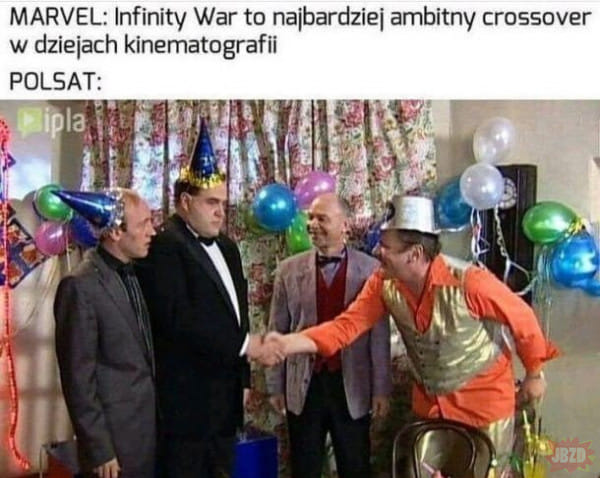 MARVEL: Infinity War to najbardziej ambitny crossover
w dziejach kinematografii
POLSAT:
ipla
JBZD